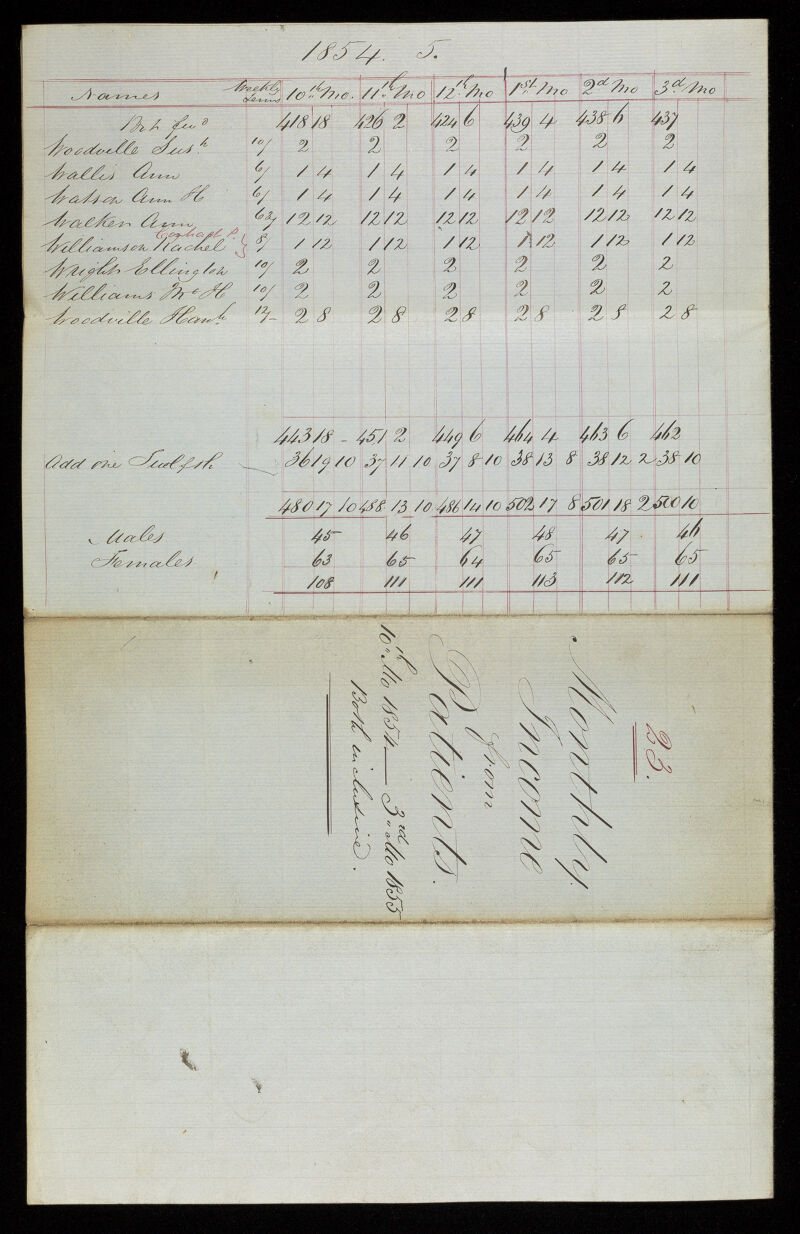 1854. 5.
Names Weekly Terms 10th Mo. 11th Mo 12th Mo 1st Mo 2d Mo 3d Mo
Bot fwd 418 18 426 2 424 6 439 4 438 6 437
Woodville Sush 10/ 2 2 2 2 2 2
Wallis Ann 6/ 1 4 1 4 1 4 1 4 1 4 1 4
Watson Ann H 6/ 1 4 1 4 1 4 1 4 1 4 1 4
Walker Ann 63/ 12 12 12 12 12 12 12 12 12 12 12 12
Williamson Rachel 8/ 1 12 1 12 1 12 1 12 1 12 1 12
Wright Ellington 10/ 2 2 2 2 2 2
Williams Wm H 10/ 2 2 2 2 2 2
Woodville Hanh 12/- 2 8 2 8 2 8 2 8 2 8 2 8
443 18 - 451 2 449 6 464 4 463 6 462
Add one Twelfth 36 19 10 37 11 10 37 8 10 38 13 8 38 12 2 38 10
480 17 10 488 13 10 486 14 10 502 17 8 501 18 2 500 10
Males 45 46 47 48 47 46
Females 63 65 64 65 65 65
108 111 111 113 112 111
23.
Monthly
Income
from
Patients.
10th Mo 1854 — 3rd Mo 1855
Both inclusive.